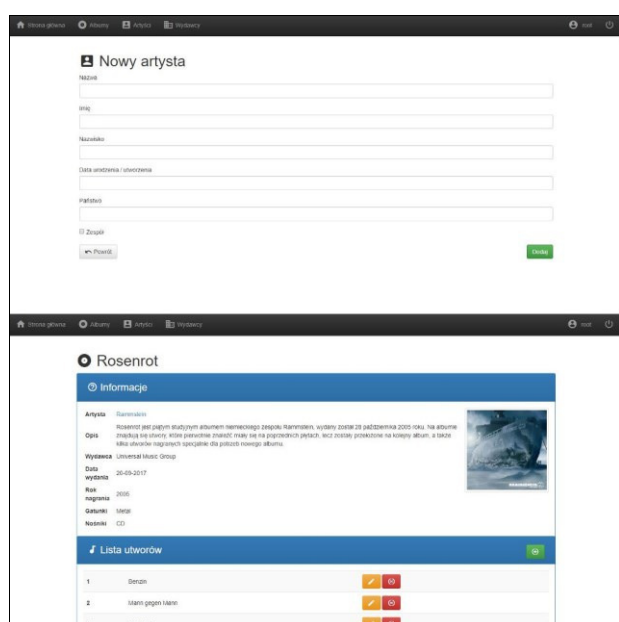 Strona główna Albumy Artyści Wydawcy root
Nowy artysta
Nazwa
Imię
Nazwisko
Data urodzenia / utworzenia
Państwo
Zespół
Powrót Dodaj
Strona główna Albumy Artyści Wydawcy root
Rosenrot
Informacje
Artysta Rammstein
Rosenrot jest piątym studyjnym albumem niemieckiego zespołu Rammstein, wydany został 28 października 2005 roku. Na albumie
Opis znajdują się utwory, które pierwotnie znaleźć miały się na poprzednich płytach, lecz zostały przełożone na kolejny album, a także
kilka utworów nagranych specjalnie dla potrzeb nowego albumu.
Wydawca Universal Music Group
Data
wydania 26-09-2017
Rok
nagrania 2005
Gatunki Metal
Nośniki CD
Lista utworów
1 Benzin
2 Mann gegen Mann